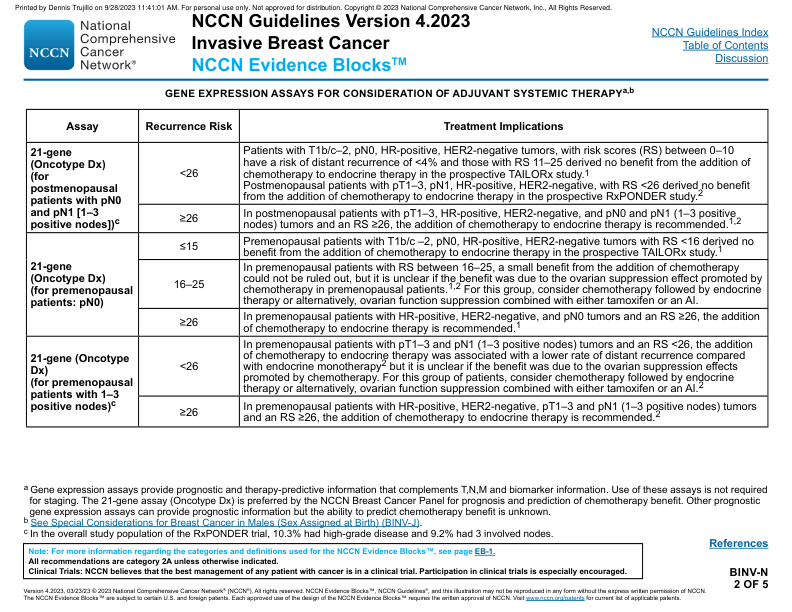 Printed by Dennis Trujillo on 9/28/2023 11:41:01 AM. For personal use only. Not approved for distribution. Copyright © 2023 National Comprehensive Cancer Network, Inc., All Rights Reserved.
NCCN
National
Comprehensive
Cancer
Network®
NCCN Guidelines Version 4.2023
Invasive Breast Cancer
NCCN Evidence Blocks™
NCCN Guidelines Index
Table of Contents
Discussion
GENE EXPRESSION ASSAYS FOR CONSIDERATION OF ADJUVANT SYSTEMIC THERAPYa,b
Assay
Recurrence Risk
Treatment Implications
21-gene
(Oncotype Dx)
(for
postmenopausal
patients with pN0
and pN1 [1–3
positive nodes])c
<26
Patients with T1b/c–2, pN0, HR-positive, HER2-negative tumors, with risk scores (RS) between 0–10
have a risk of distant recurrence of <4% and those with RS 11–25 derived no benefit from the addition of
chemotherapy to endocrine therapy in the prospective TAILORx study.1
Postmenopausal patients with pT1–3, pN1, HR-positive, HER2-negative, with RS <26 derived no benefit
from the addition of chemotherapy to endocrine therapy in the prospective RxPONDER study.2
≥26
In postmenopausal patients with pT1–3, HR-positive, HER2-negative, and pN0 and pN1 (1–3 positive
nodes) tumors and an RS ≥26, the addition of chemotherapy to endocrine therapy is recommended.1,2
21-gene
(Oncotype Dx)
(for premenopausal
patients: pN0)
≤15
Premenopausal patients with T1b/c –2, pN0, HR-positive, HER2-negative tumors with RS <16 derived no
benefit from the addition of chemotherapy to endocrine therapy in the prospective TAILORx study.1
16–25
In premenopausal patients with RS between 16–25, a small benefit from the addition of chemotherapy
could not be ruled out, but it is unclear if the benefit was due to the ovarian suppression effect promoted by
chemotherapy in premenopausal patients.1,2 For this group, consider chemotherapy followed by endocrine
therapy or alternatively, ovarian function suppression combined with either tamoxifen or an AI.
≥26
In premenopausal patients with HR-positive, HER2-negative, and pN0 tumors and an RS ≥26, the addition
of chemotherapy to endocrine therapy is recommended.1
21-gene (Oncotype
Dx)
(for premenopausal
patients with 1–3
positive nodes)c
<26
In premenopausal patients with pT1–3 and pN1 (1–3 positive nodes) tumors and an RS <26, the addition
of chemotherapy to endocrine therapy was associated with a lower rate of distant recurrence compared
with endocrine monotherapy2 but it is unclear if the benefit was due to the ovarian suppression effects
promoted by chemotherapy. For this group of patients, consider chemotherapy followed by endocrine
therapy or alternatively, ovarian function suppression combined with either tamoxifen or an AI.2
≥26
In premenopausal patients with HR-positive, HER2-negative, pT1–3 and pN1 (1–3 positive nodes) tumors
and an RS ≥26, the addition of chemotherapy to endocrine therapy is recommended.2
a Gene expression assays provide prognostic and therapy-predictive information that complements T,N,M and biomarker information. Use of these assays is not required
for staging. The 21-gene assay (Oncotype Dx) is preferred by the NCCN Breast Cancer Panel for prognosis and prediction of chemotherapy benefit. Other prognostic
gene expression assays can provide prognostic information but the ability to predict chemotherapy benefit is unknown.
b See Special Considerations for Breast Cancer in Males (Sex Assigned at Birth) (BINV-J).
c In the overall study population of the RxPONDER trial, 10.3% had high-grade disease and 9.2% had 3 involved nodes.
Note: For more information regarding the categories and definitions used for the NCCN Evidence Blocks™, see page EB-1.
All recommendations are category 2A unless otherwise indicated.
Clinical Trials: NCCN believes that the best management of any patient with cancer is in a clinical trial. Participation in clinical trials is especially encouraged.
References
BINV-N
2 OF 5
Version 4.2023, 03/23/23 © 2023 National Comprehensive Cancer Network® (NCCN®), All rights reserved. NCCN Evidence Blocks™, NCCN Guidelines®, and this illustration may not be reproduced in any form without the express written permission of NCCN.
The NCCN Evidence Blocks™ are subject to certain U.S. and foreign patents. Each approved use of the design of the NCCN Evidence Blocks™ requires the written approval of NCCN. Visit www.nccn.org/patents for current list of applicable patents.